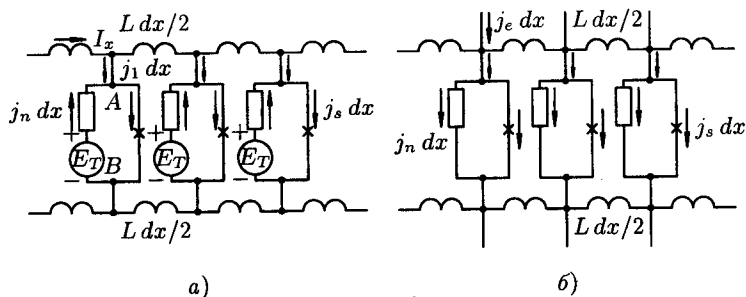 L dx/2
I_x
j_1 dx
j_n dx
A
j_s dx
+ + +
E_T B E_T E_T
− − −
L dx/2
а)
j_e dx L dx/2
j_n dx
j_s dx
L dx/2
б)